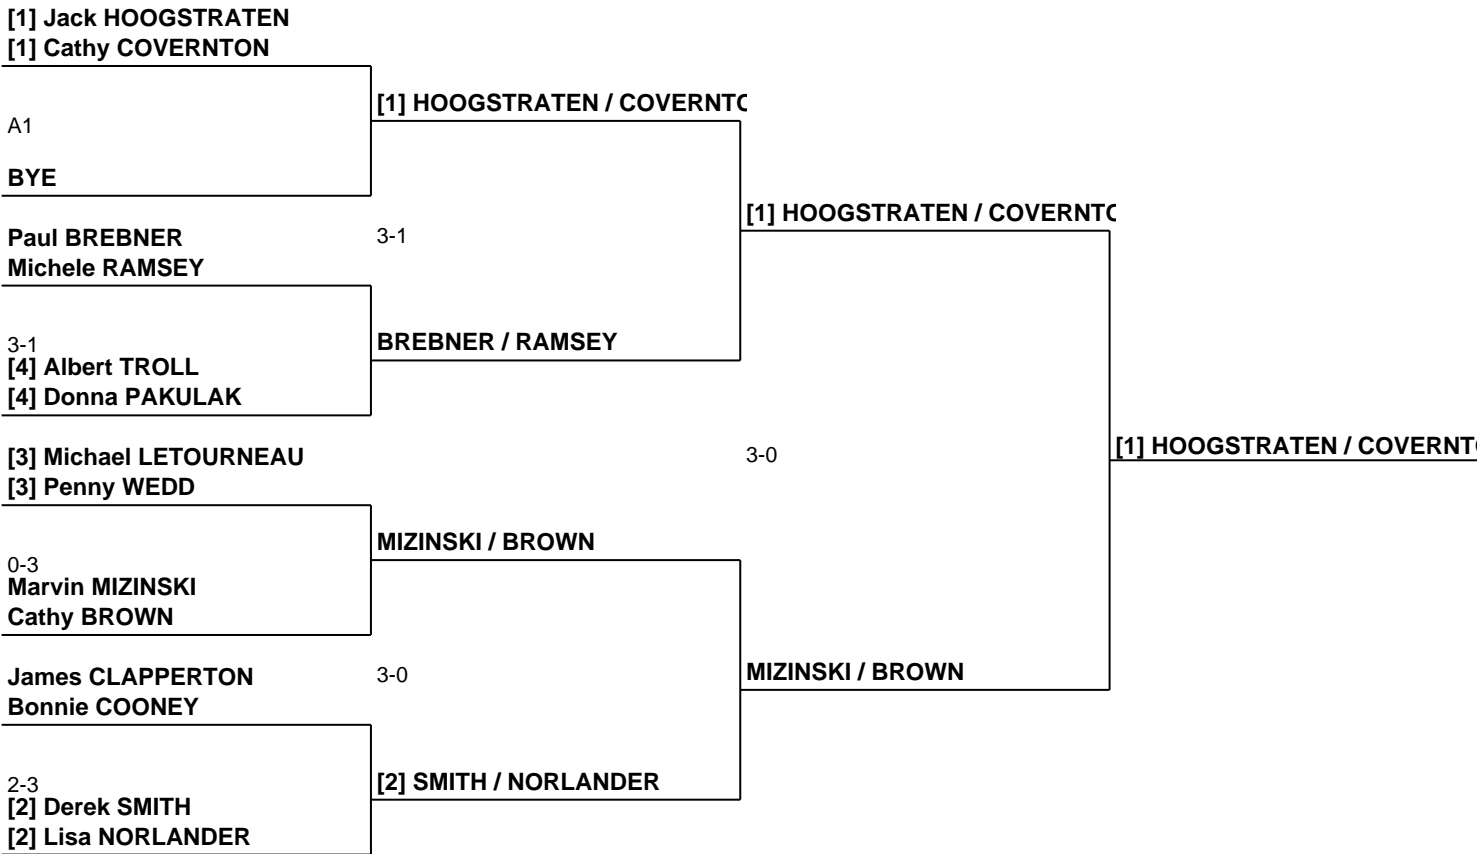 [1] Jack HOOGSTRATEN
[1] Cathy COVERNTON
[1] HOOGSTRATEN / COVERNTO
A1
BYE
[1] HOOGSTRATEN / COVERNTO
Paul BREBNER
3-1
Michele RAMSEY
3-1
BREBNER / RAMSEY
[4] Albert TROLL
[4] Donna PAKULAK
[3] Michael LETOURNEAU
3-0
[1] HOOGSTRATEN / COVERNTO
[3] Penny WEDD
MIZINSKI / BROWN
0-3
Marvin MIZINSKI
Cathy BROWN
James CLAPPERTON
3-0
MIZINSKI / BROWN
Bonnie COONEY
2-3
[2] SMITH / NORLANDER
[2] Derek SMITH
[2] Lisa NORLANDER